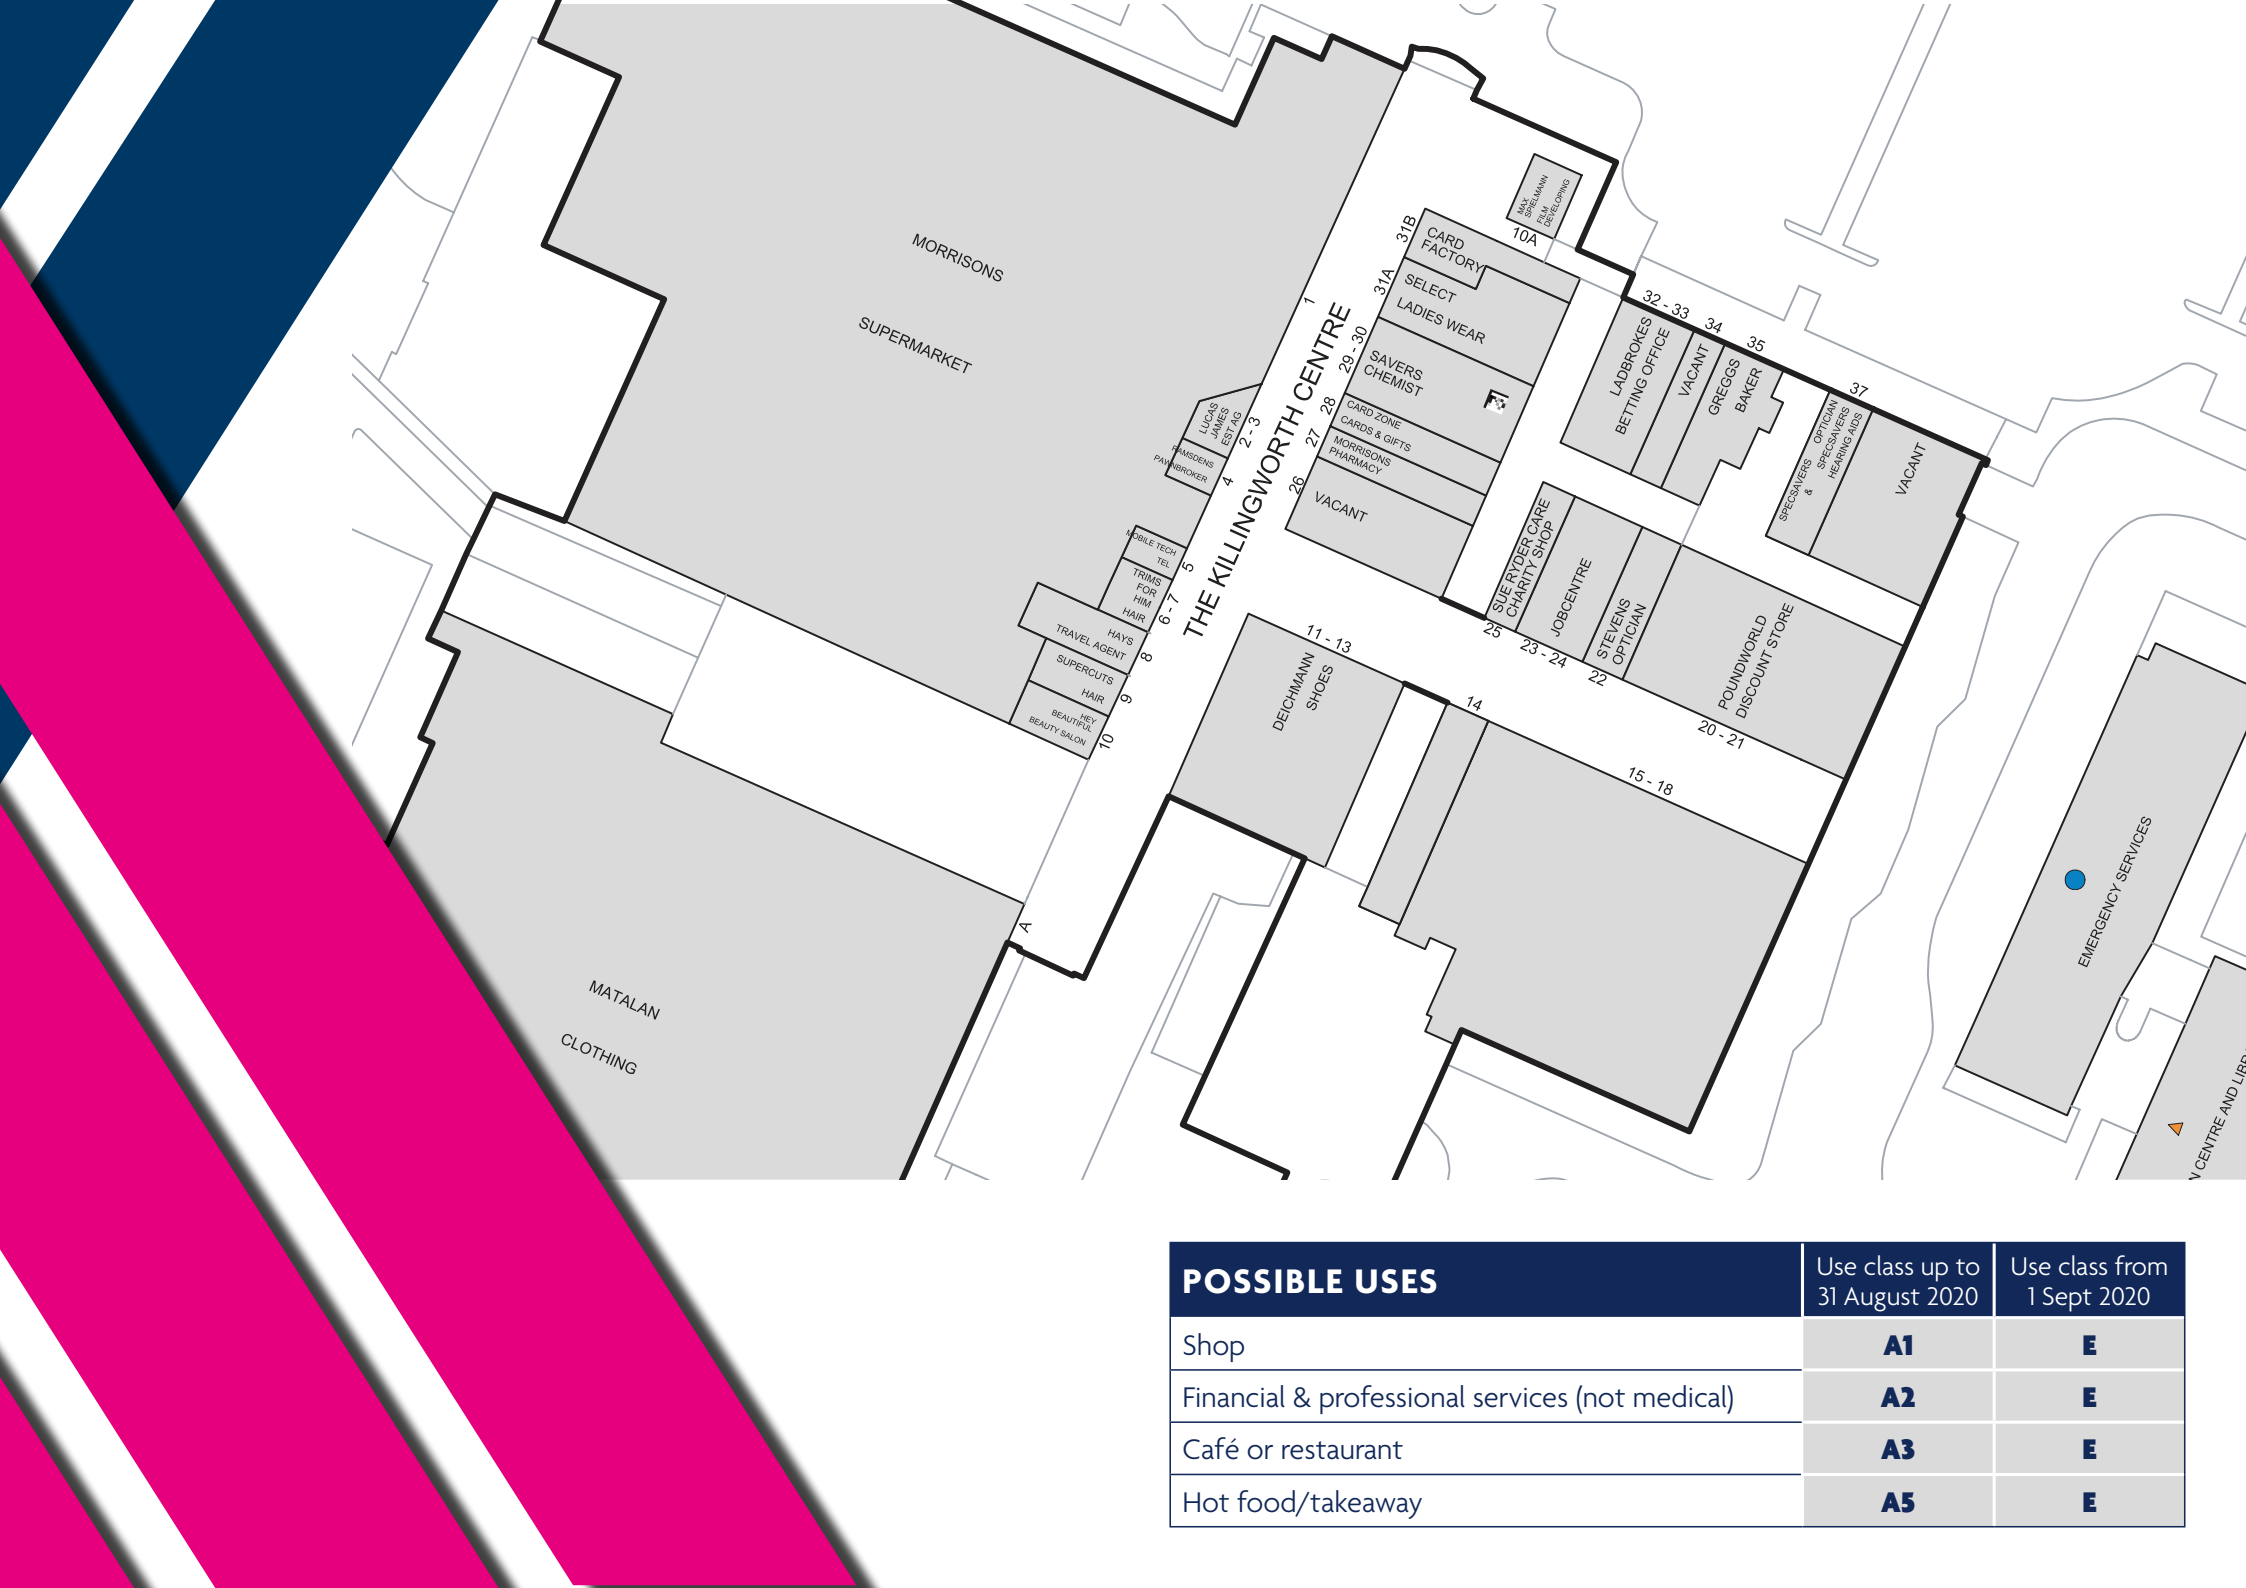 MORRISONS
SUPERMARKET
1
THE KILLINGWORTH CENTRE
MAX
SPIELMANN
FILM
DEVELOPING
10A
31B
CARD
FACTORY
31A
SELECT
LADIES WEAR
29 - 30
SAVERS
CHEMIST
28
CARD ZONE
CARDS & GIFTS
27
MORRISONS
PHARMACY
26
VACANT
32 - 33
LADBROKES
BETTING OFFICE
34
VACANT
35
GREGGS
BAKER
37
SPECSAVERS OPTICIAN
& SPECSAVERS
HEARING AIDS
VACANT
LUCAS
JAMES
EST AG
2 - 3
RAMSDENS
PAWNBROKER
4
MOBILE TECH
TEL
5
TRIMS
FOR
HIM
HAIR
6 - 7
HAYS
TRAVEL AGENT
8
SUPERCUTS
HAIR
9
HEY
BEAUTIFUL
BEAUTY SALON
10
SUE RYDER CARE
CHARITY SHOP
25
JOBCENTRE
23 - 24
STEVENS
OPTICIAN
22
POUNDWORLD
DISCOUNT STORE
20 - 21
11 - 13
DEICHMANN
SHOES
14
15 - 18
A
MATALAN
CLOTHING
EMERGENCY SERVICES
N CENTRE AND LIBR
POSSIBLE USES
Use class up to
31 August 2020
Use class from
1 Sept 2020
Shop A1 E
Financial & professional services (not medical) A2 E
Café or restaurant A3 E
Hot food/takeaway A5 E